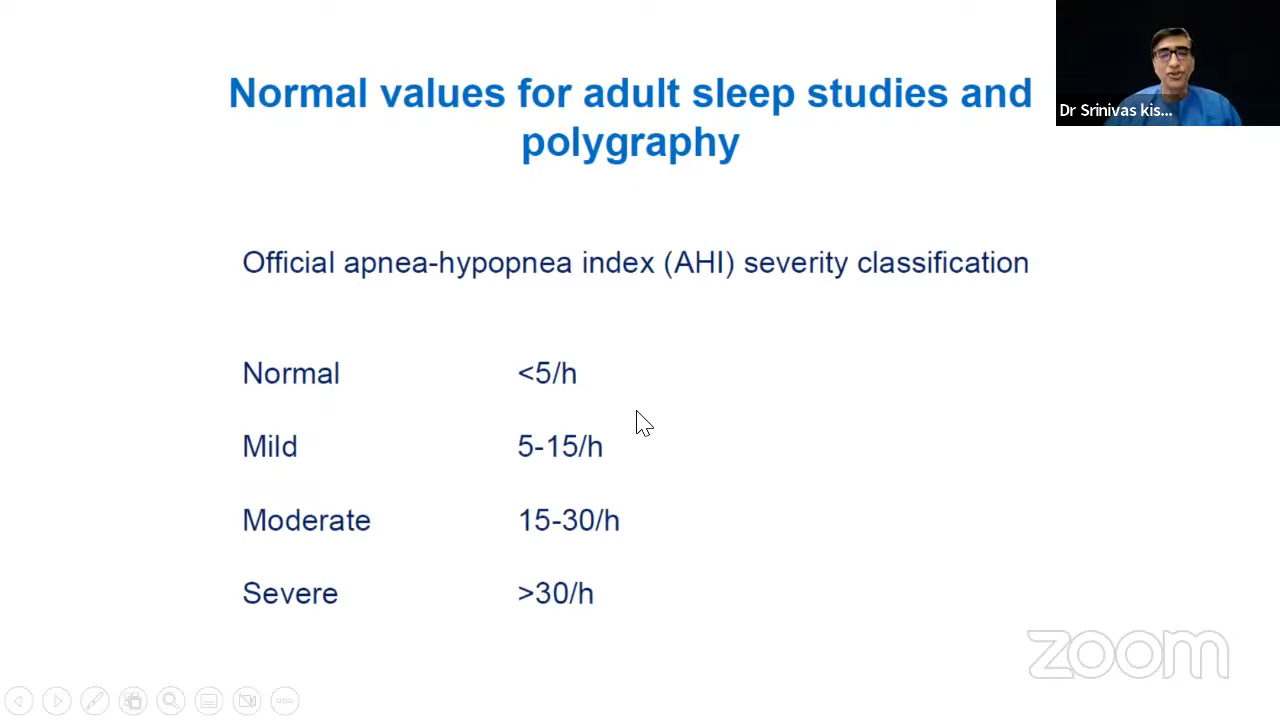 Normal values for adult sleep studies and
polygraphy
Official apnea-hypopnea index (AHI) severity classification
Normal <5/h
Mild 5-15/h
Moderate 15-30/h
Severe >30/h
Dr Srinivas kis...
zoom